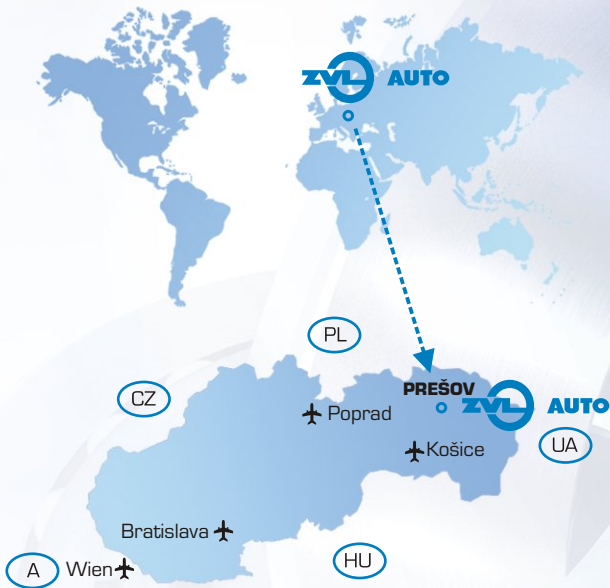 ZVL AUTO
PL
PREŠOV
CZ
ZVL AUTO
Poprad
UA
Košice
Bratislava
HU
A
Wien